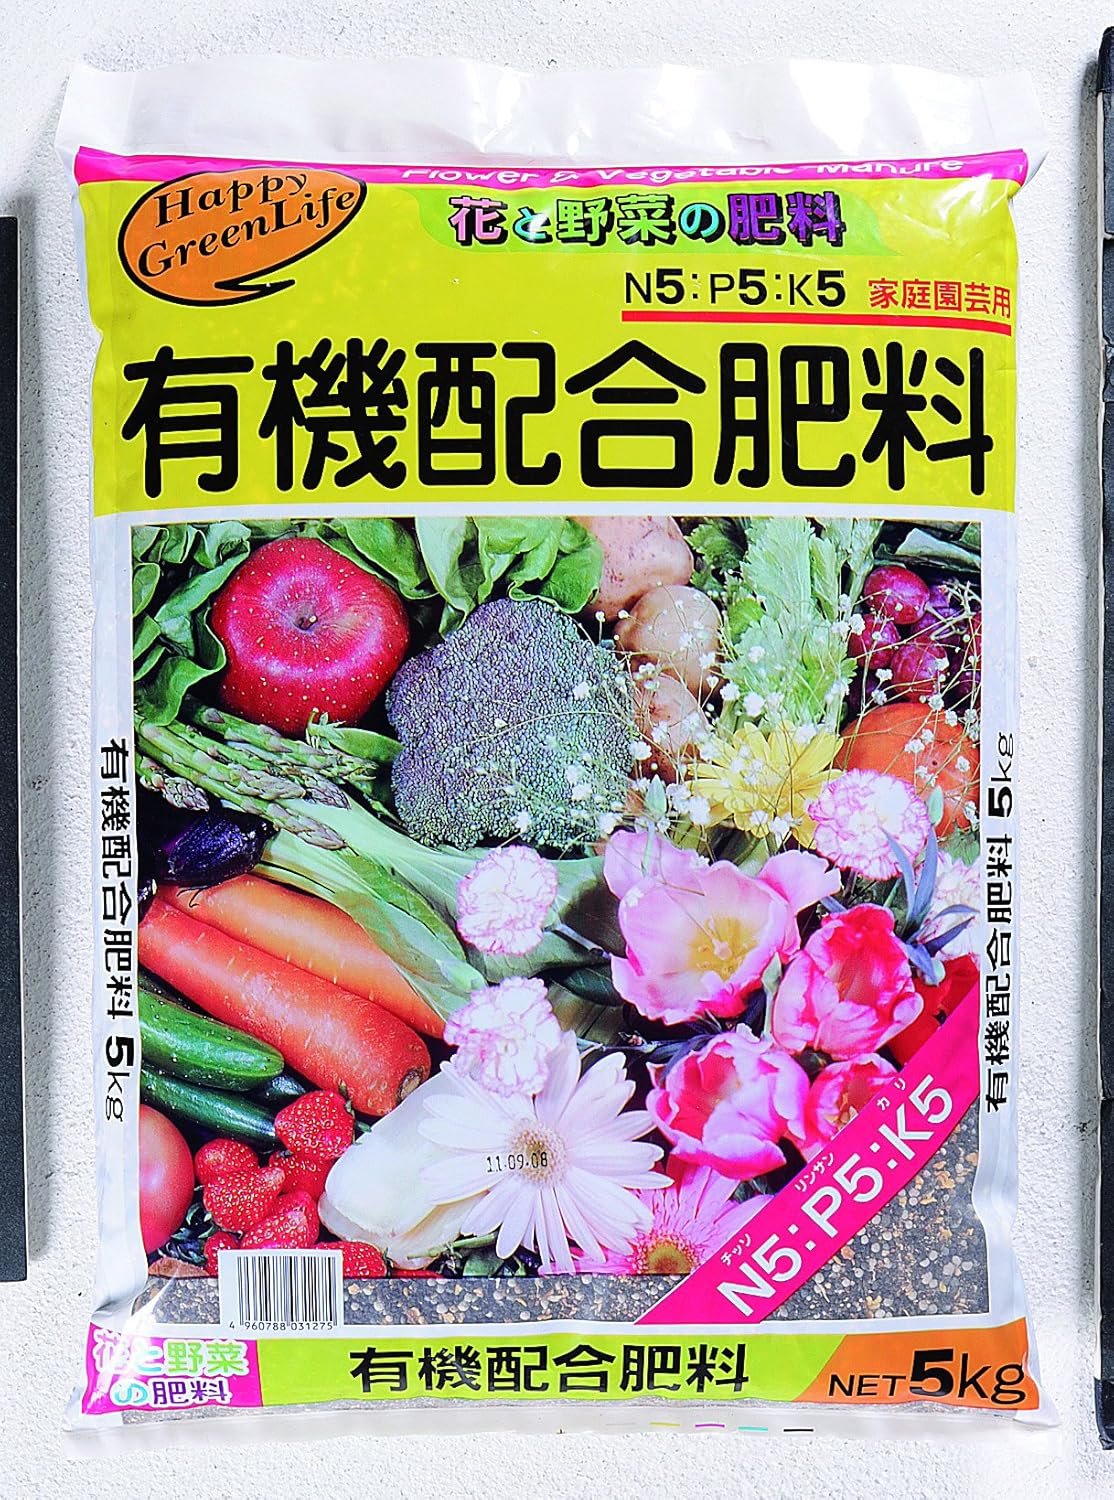 Flower & Vegetable Manure
Happy
GreenLife
花と野菜の肥料
N5:P5:K5 家庭園芸用
有機配合肥料
有機配合肥料 5kg
有機配合肥料 5kg
11.09.08
チッソ リンサン カリ
N5:P5:K5
4 960788 031275
花と野菜
の肥料
有機配合肥料
NET 5kg